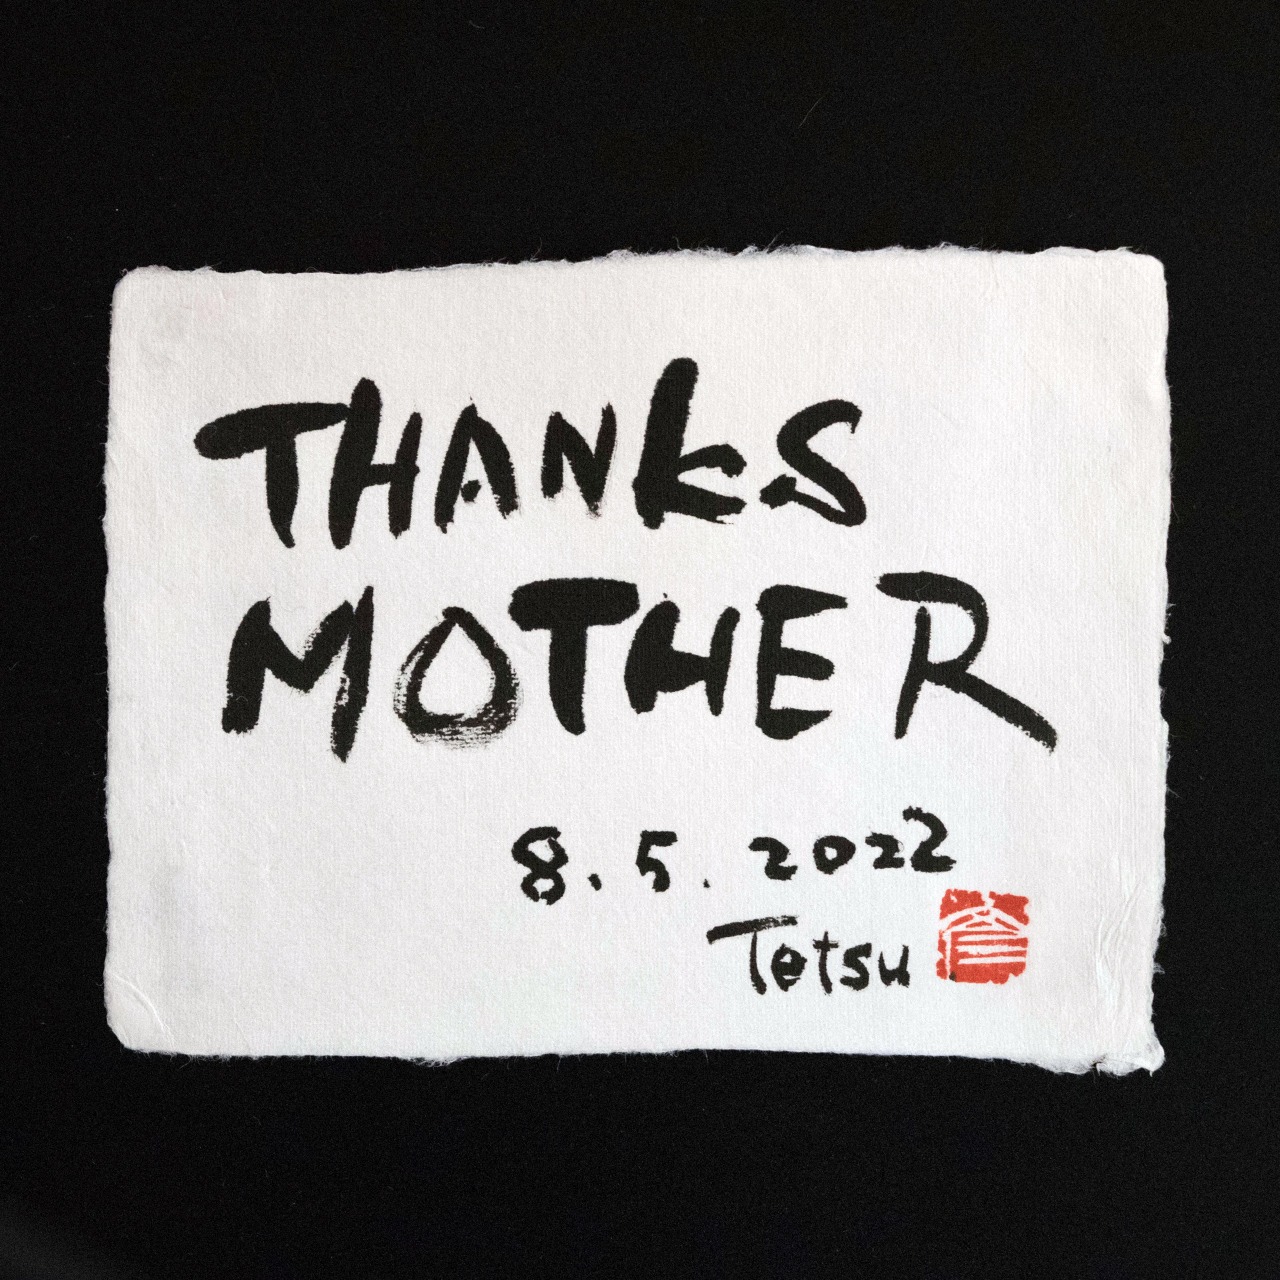 THANKS
MOTHER
8.5.2022
Tetsu